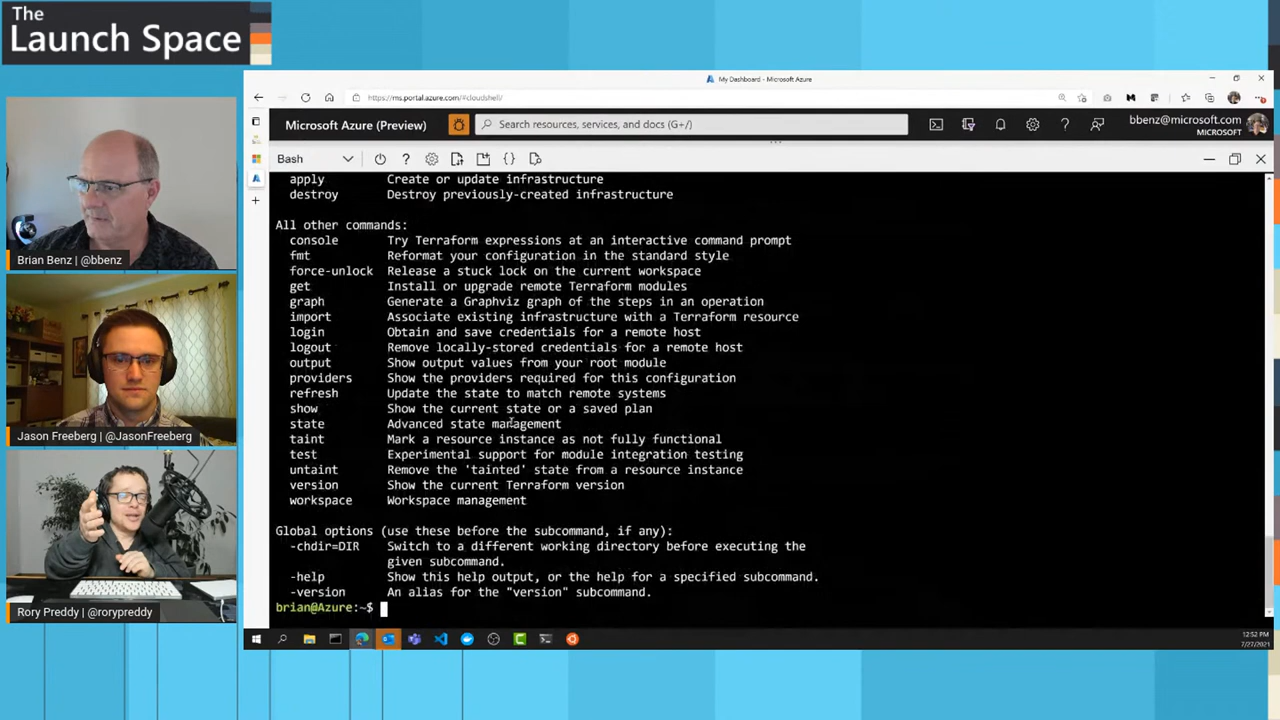 The
Launch Space
My Dashboard - Microsoft Azure
https://ms.portal.azure.com/#cloudshell/
Microsoft Azure (Preview)
Search resources, services, and docs (G+/)
bbenz@microsoft.com
MICROSOFT
Bash
apply Create or update infrastructure
destroy Destroy previously-created infrastructure
All other commands:
console Try Terraform expressions at an interactive command prompt
fmt Reformat your configuration in the standard style
force-unlock Release a stuck lock on the current workspace
get Install or upgrade remote Terraform modules
graph Generate a Graphviz graph of the steps in an operation
import Associate existing infrastructure with a Terraform resource
login Obtain and save credentials for a remote host
logout Remove locally-stored credentials for a remote host
output Show output values from your root module
providers Show the providers required for this configuration
refresh Update the state to match remote systems
show Show the current state or a saved plan
state Advanced state management
taint Mark a resource instance as not fully functional
test Experimental support for module integration testing
untaint Remove the 'tainted' state from a resource instance
version Show the current Terraform version
workspace Workspace management
Global options (use these before the subcommand, if any):
-chdir=DIR Switch to a different working directory before executing the
given subcommand.
-help Show this help output, or the help for a specified subcommand.
-version An alias for the "version" subcommand.
brian@Azure:~$
Brian Benz | @bbenz
Jason Freeberg | @JasonFreeberg
Rory Preddy | @rorypreddy
12:52 PM
7/27/2021